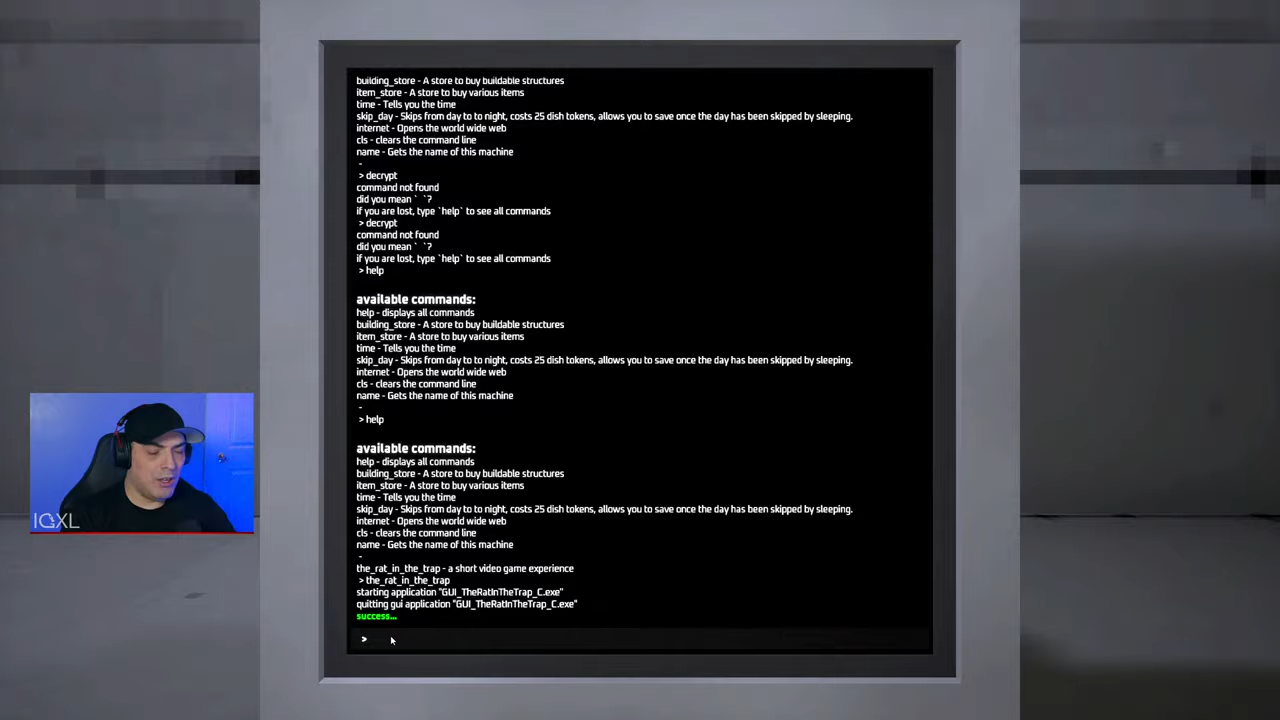 building_store - A store to buy buildable structures
item_store - A store to buy various items
time - Tells you the time
skip_day - Skips from day to to night, costs 25 dish tokens, allows you to save once the day has been skipped by sleeping.
internet - Opens the world wide web
cls - clears the command line
name - Gets the name of this machine
-
> decrypt
command not found
did you mean ` `?
if you are lost, type `help` to see all commands
> decrypt
command not found
did you mean ` `?
if you are lost, type `help` to see all commands
> help
available commands:
help - displays all commands
building_store - A store to buy buildable structures
item_store - A store to buy various items
time - Tells you the time
skip_day - Skips from day to to night, costs 25 dish tokens, allows you to save once the day has been skipped by sleeping.
internet - Opens the world wide web
cls - clears the command line
name - Gets the name of this machine
-
> help
available commands:
help - displays all commands
building_store - A store to buy buildable structures
item_store - A store to buy various items
time - Tells you the time
skip_day - Skips from day to to night, costs 25 dish tokens, allows you to save once the day has been skipped by sleeping.
internet - Opens the world wide web
cls - clears the command line
name - Gets the name of this machine
-
the_rat_in_the_trap - a short video game experience
> the_rat_in_the_trap
starting application "GUI_TheRatInTheTrap_C.exe"
quitting gui application "GUI_TheRatInTheTrap_C.exe"
success...
>
IGXL